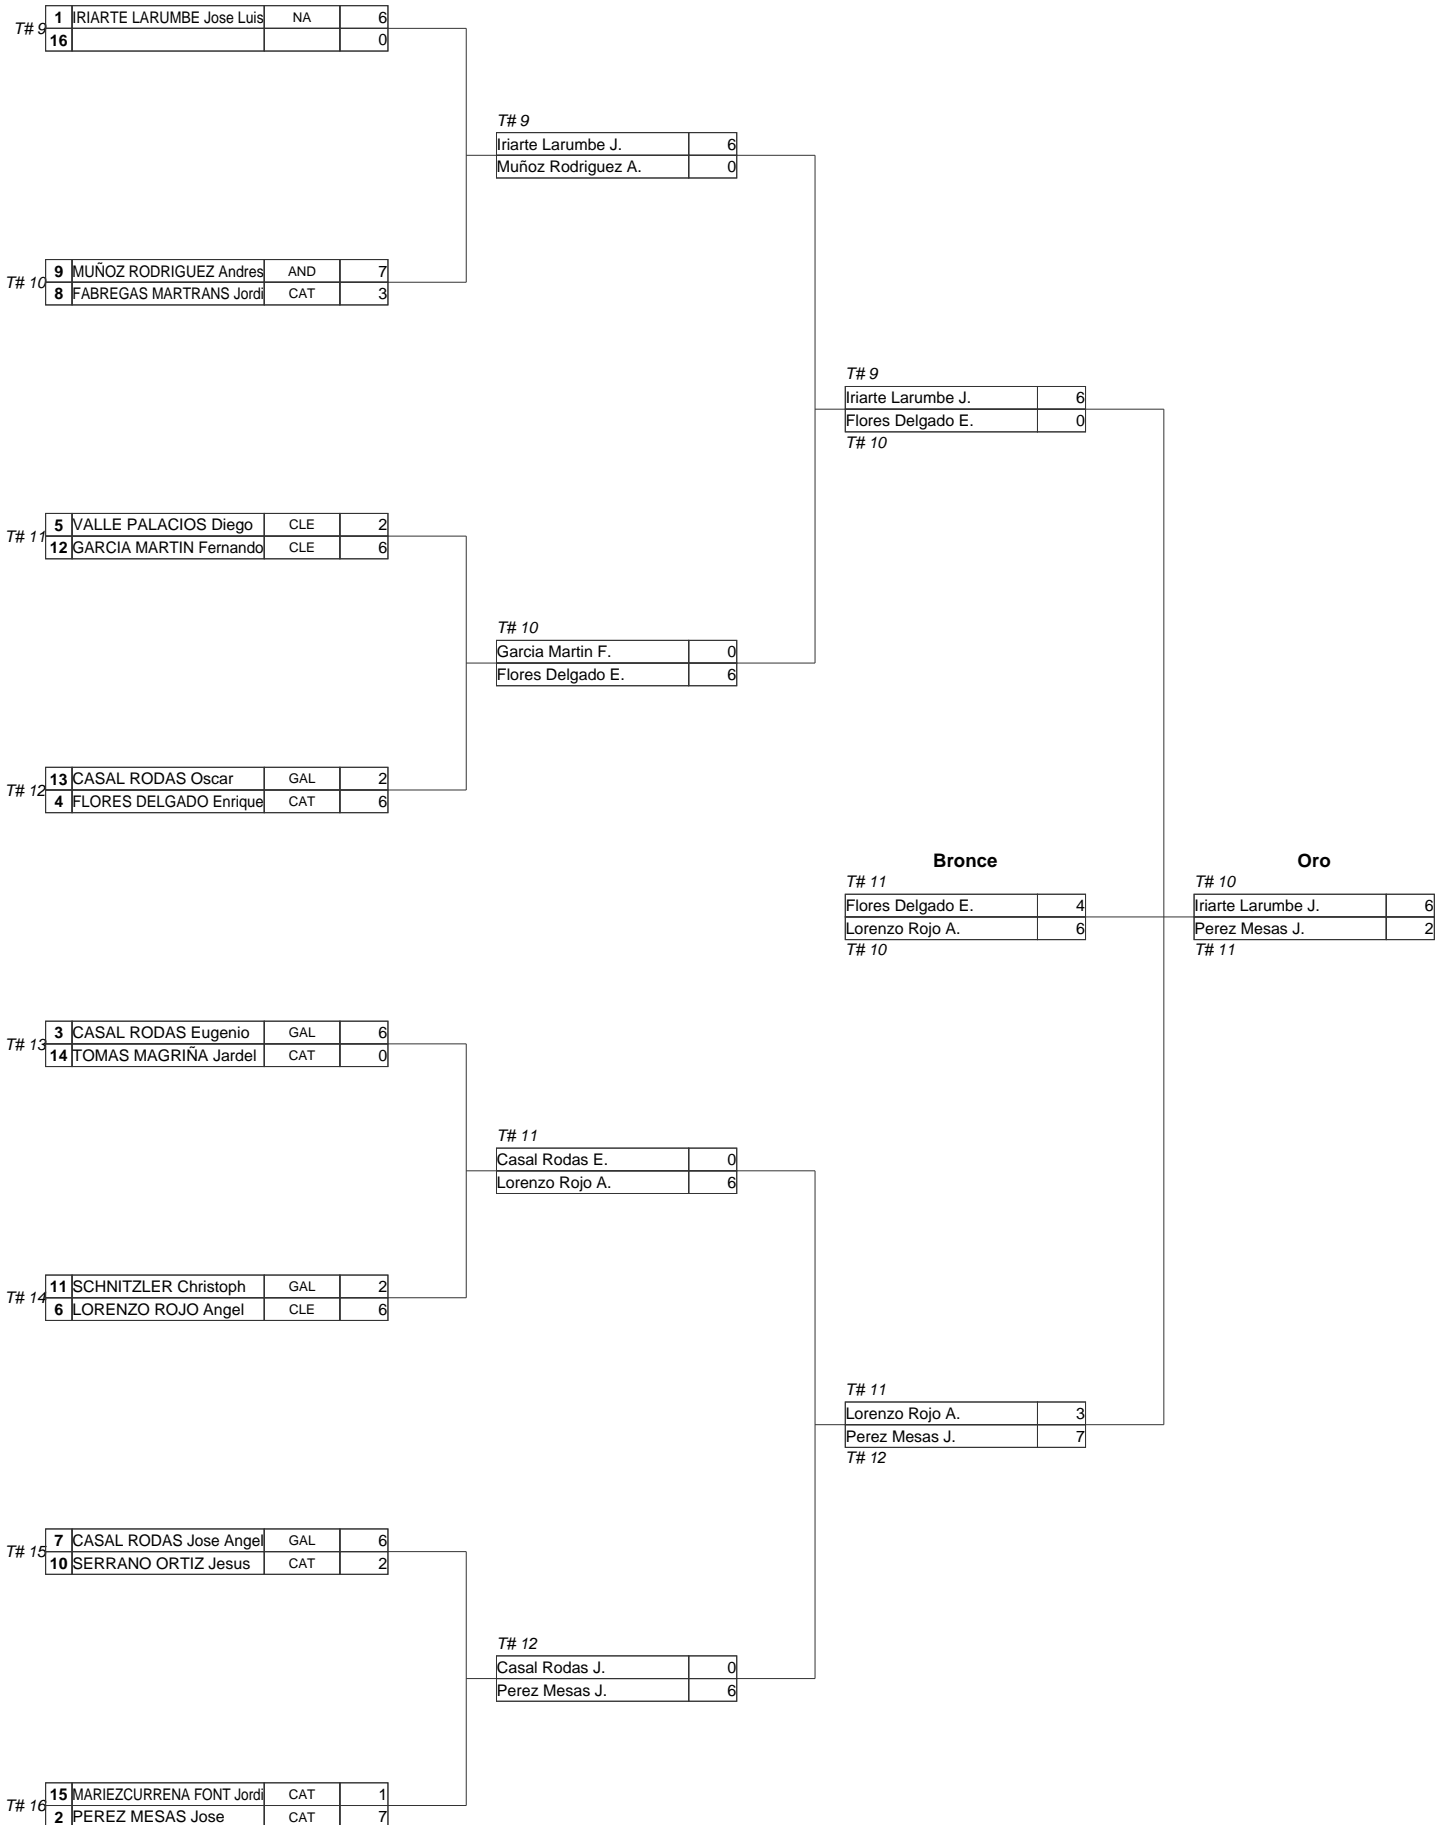 T# 9
1 IRIARTE LARUMBE Jose Luis NA 6
16 0
T# 9
Iriarte Larumbe J. 6
Muñoz Rodriguez A. 0
T# 10
9 MUÑOZ RODRIGUEZ Andres AND 7
8 FABREGAS MARTRANS Jordi CAT 3
T# 9
Iriarte Larumbe J. 6
Flores Delgado E. 0
T# 10
T# 11
5 VALLE PALACIOS Diego CLE 2
12 GARCIA MARTIN Fernando CLE 6
T# 10
Garcia Martin F. 0
Flores Delgado E. 6
T# 12
13 CASAL RODAS Oscar GAL 2
4 FLORES DELGADO Enrique CAT 6
Bronce
T# 11
Flores Delgado E. 4
Lorenzo Rojo A. 6
T# 10
Oro
T# 10
Iriarte Larumbe J. 6
Perez Mesas J. 2
T# 11
T# 13
3 CASAL RODAS Eugenio GAL 6
14 TOMAS MAGRIÑA Jardel CAT 0
T# 11
Casal Rodas E. 0
Lorenzo Rojo A. 6
T# 14
11 SCHNITZLER Christoph GAL 2
6 LORENZO ROJO Angel CLE 6
T# 11
Lorenzo Rojo A. 3
Perez Mesas J. 7
T# 12
T# 15
7 CASAL RODAS Jose Angel GAL 6
10 SERRANO ORTIZ Jesus CAT 2
T# 12
Casal Rodas J. 0
Perez Mesas J. 6
T# 16
15 MARIEZCURRENA FONT Jordi CAT 1
2 PEREZ MESAS Jose CAT 7